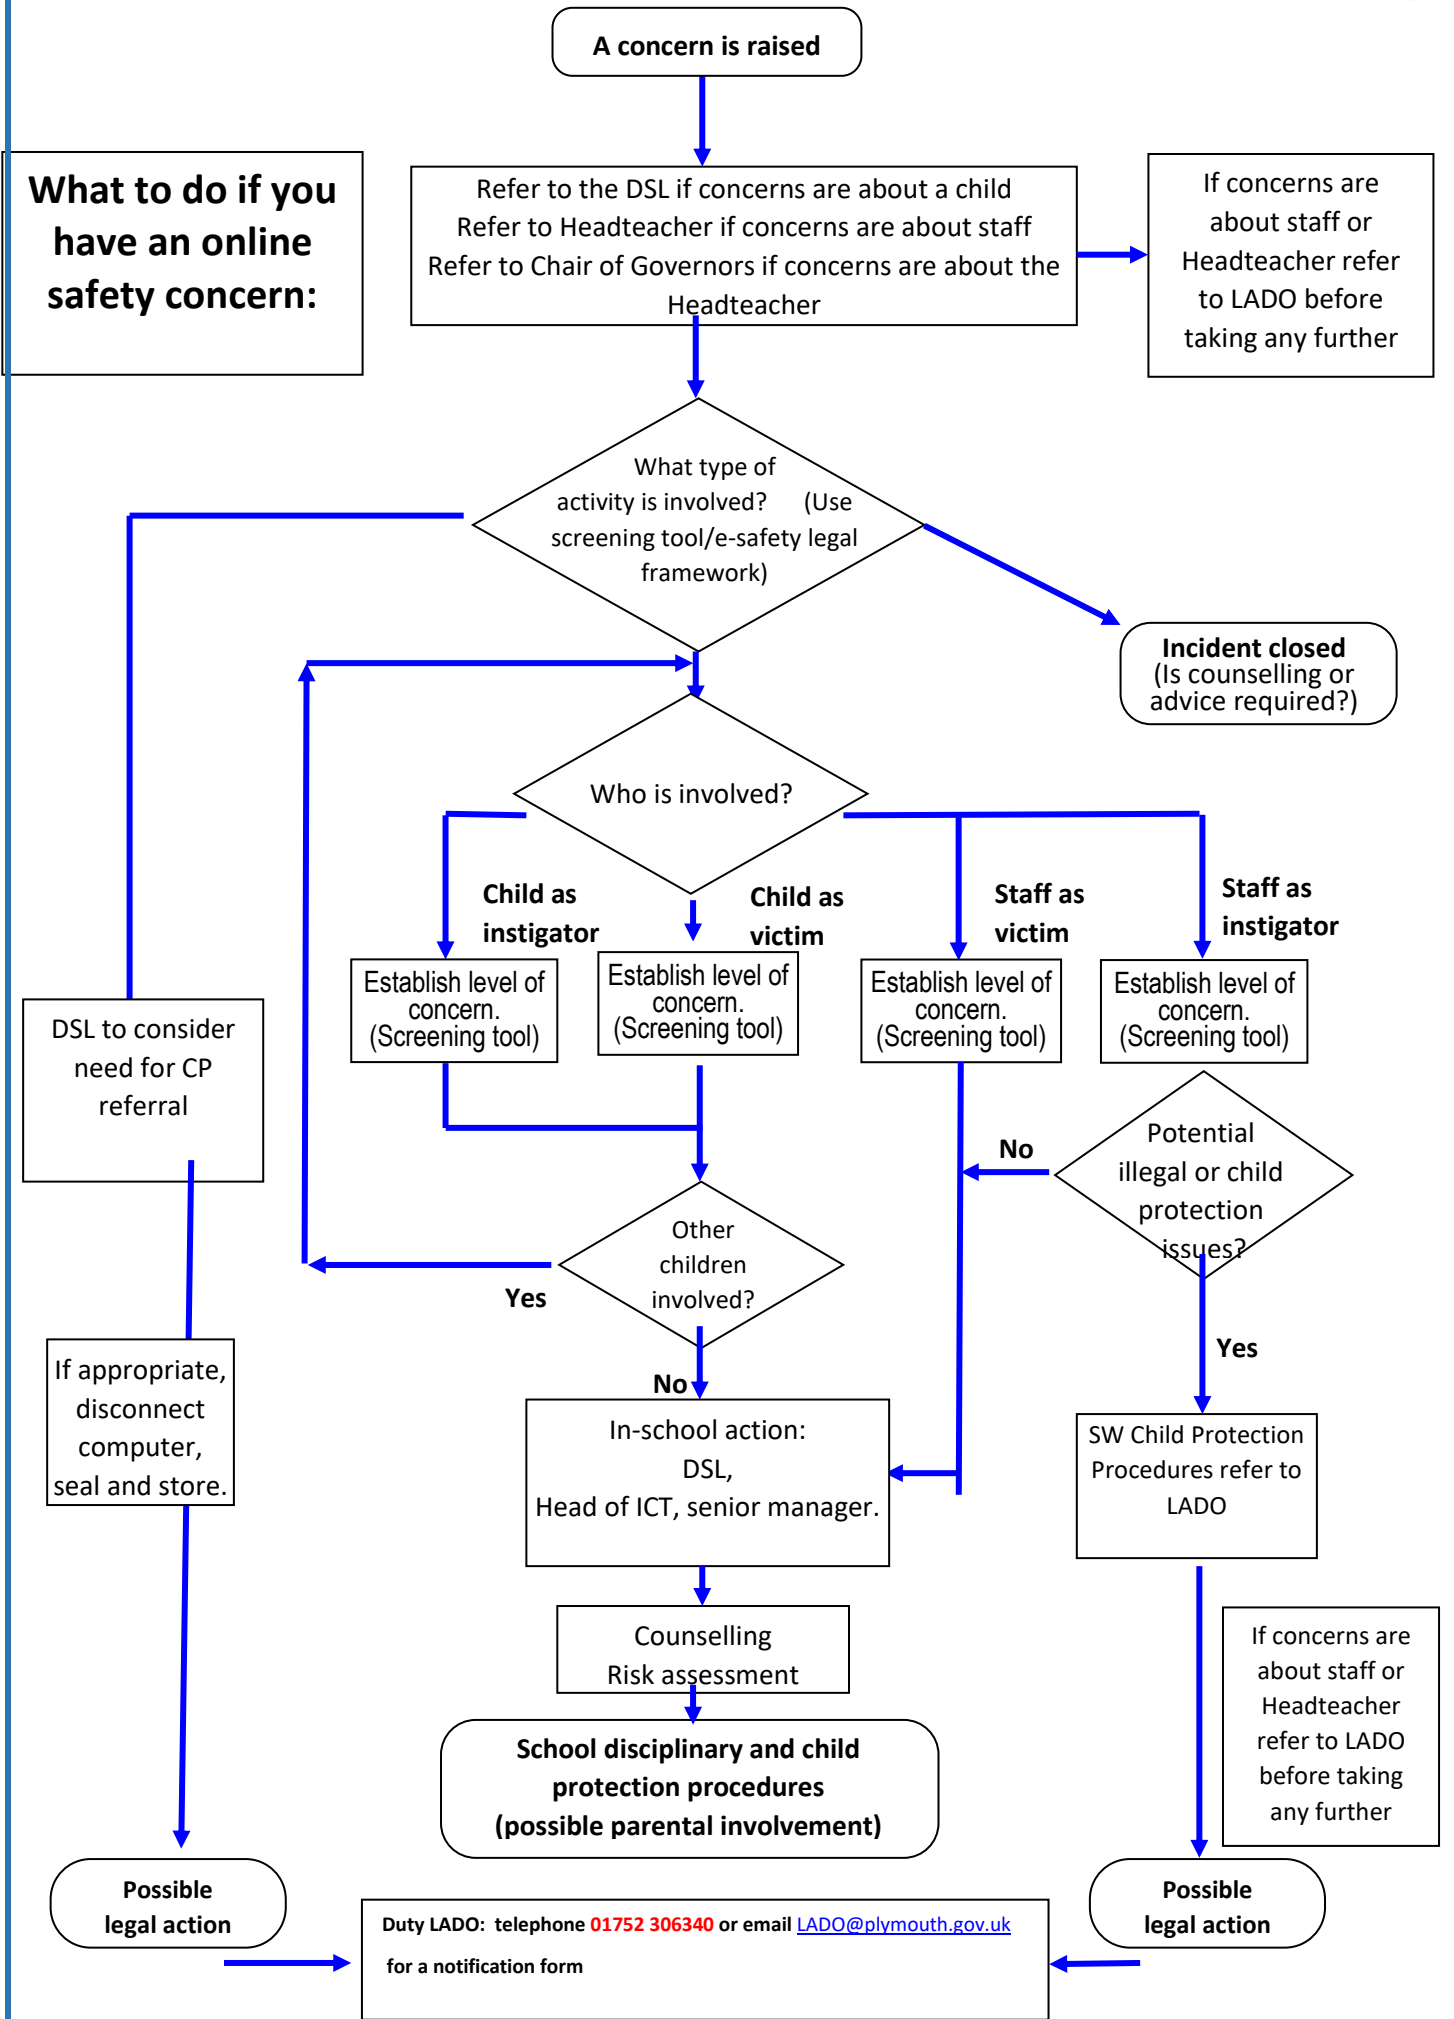 A concern is raised
What to do if you
have an online
safety concern:
Refer to the DSL if concerns are about a child
Refer to Headteacher if concerns are about staff
Refer to Chair of Governors if concerns are about the
Headteacher
If concerns are
about staff or
Headteacher refer
to LADO before
taking any further
What type of
activity is involved? (Use
screening tool/e-safety legal
framework)
Incident closed
(Is counselling or
advice required?)
Who is involved?
Child as
instigator
Child as
victim
Staff as
victim
Staff as
instigator
Establish level of
concern.
(Screening tool)
Establish level of
concern.
(Screening tool)
Establish level of
concern.
(Screening tool)
Establish level of
concern.
(Screening tool)
DSL to consider
need for CP
referral
No
Potential
illegal or child
protection
issues?
Other
children
involved?
Yes
Yes
If appropriate,
disconnect
computer,
seal and store.
No
In-school action:
DSL,
Head of ICT, senior manager.
SW Child Protection
Procedures refer to
LADO
Counselling
Risk assessment
If concerns are
about staff or
Headteacher
refer to LADO
before taking
any further
School disciplinary and child
protection procedures
(possible parental involvement)
Possible
legal action
Possible
legal action
Duty LADO: telephone 01752 306340 or email LADO@plymouth.gov.uk
for a notification form